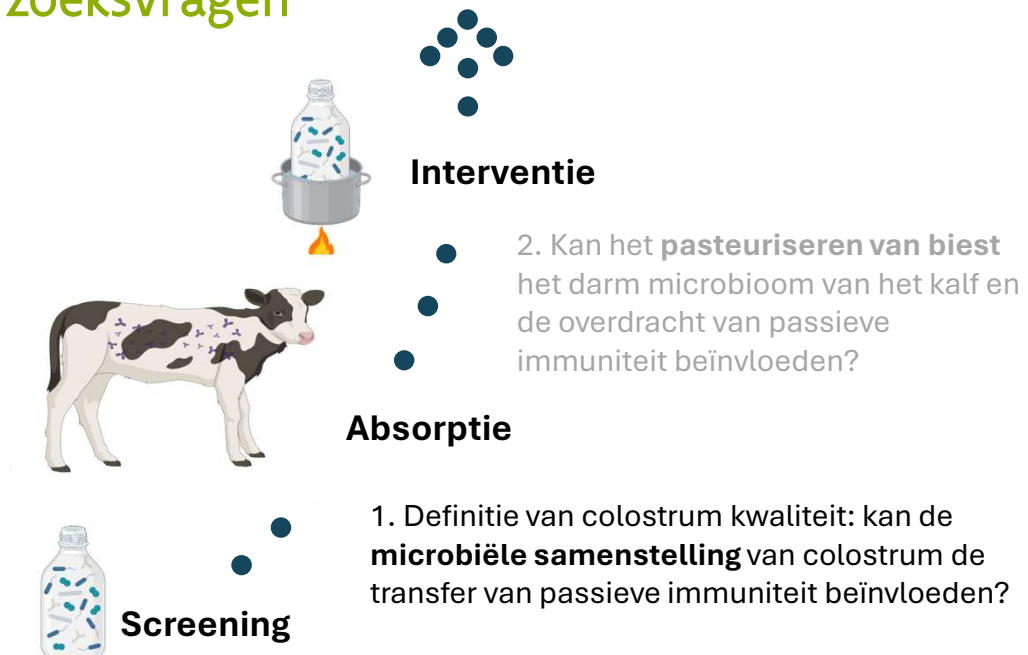 zoeksvragen
Interventie
2. Kan het pasteuriseren van biest
het darm microbioom van het kalf en
de overdracht van passieve
immuniteit beïnvloeden?
Absorptie
1. Definitie van colostrum kwaliteit: kan de
microbiële samenstelling van colostrum de
transfer van passieve immuniteit beïnvloeden?
Screening